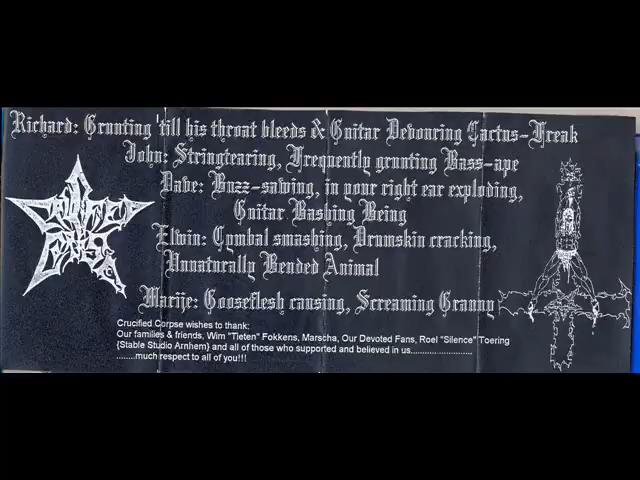 Richard: Grunting 'till his throat bleeds & Guitar Devouring Cactus-Freak
John: Stringtearing, Frequently grunting Bass-ape
Dave: Buzz-sawing, in your right ear exploding,
Guitar Bashing Being
Elwin: Cymbal smashing, Drumskin cracking,
Unnaturally Bended Animal
Marije: Gooseflesh causing, Screaming Granny
CRUCIFIED
CORPSE
Crucified Corpse wishes to thank:
Our families & friends, Wim "Tieten" Fokkens, Marscha, Our Devoted Fans, Roel "Silence" Toering
{Stable Studio Arnhem} and all of those who supported and believed in us......................
........much respect to all of you!!!